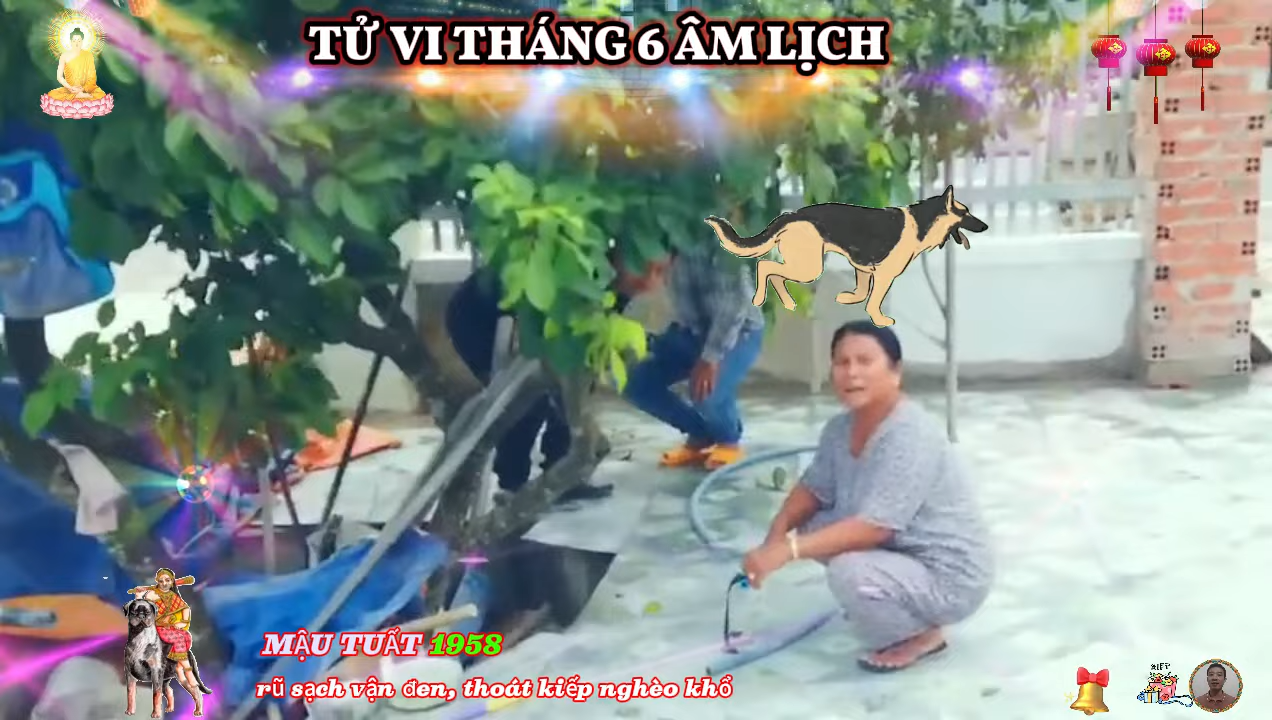 TỬ VI THÁNG 6 ÂM LỊCH
MẬU TUẤT 1958
rũ sạch vận đen, thoát kiếp nghèo khổ